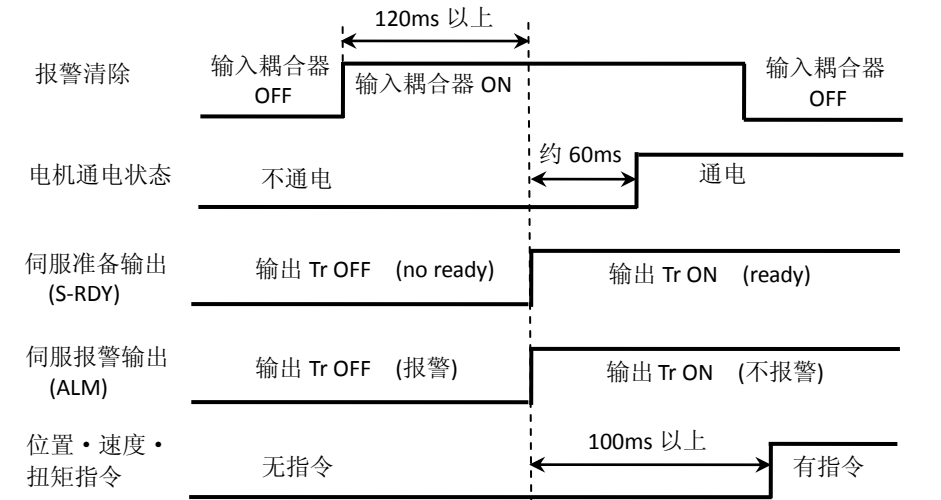 120ms 以上
报警清除
输入耦合器
OFF
输入耦合器 ON
输入耦合器
OFF
电机通电状态
不通电
约 60ms
通电
伺服准备输出
(S-RDY)
输出 Tr OFF (no ready)
输出 Tr ON (ready)
伺服报警输出
(ALM)
输出 Tr OFF (报警)
输出 Tr ON (不报警)
位置·速度·
扭矩指令
无指令
100ms 以上
有指令